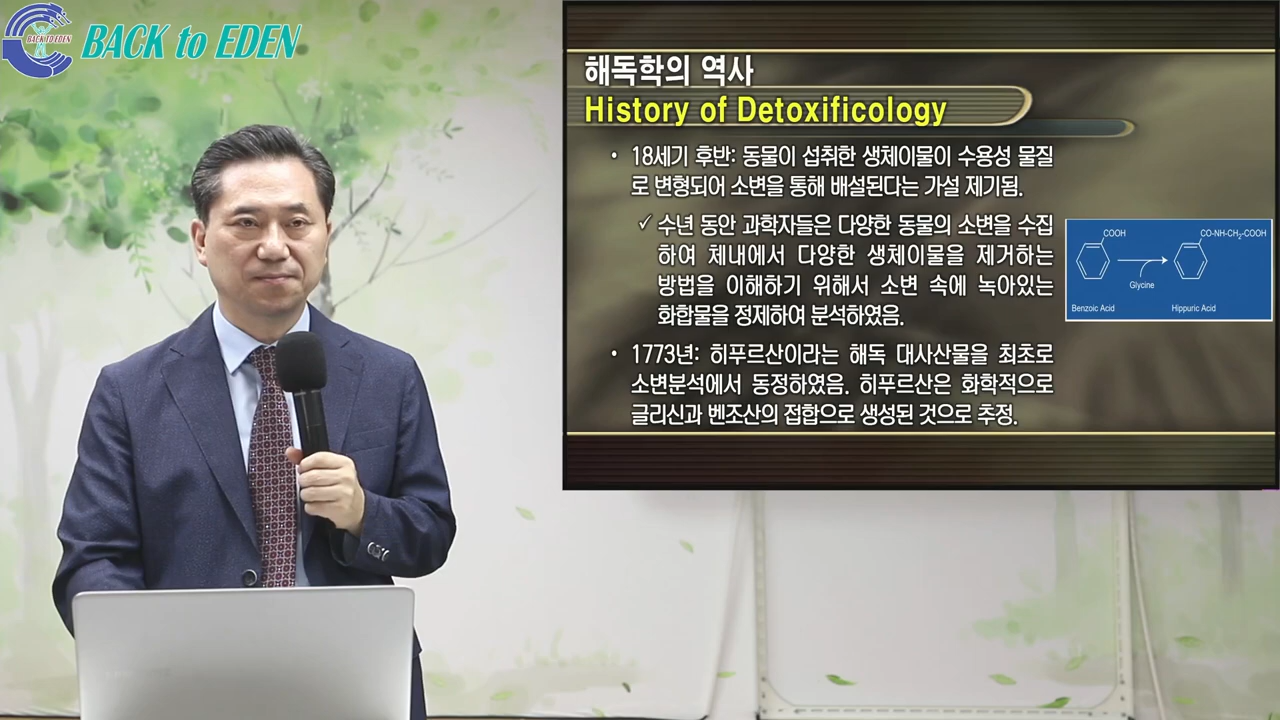 BACK TO EDEN
BACK to EDEN
해독학의 역사
History of Detoxificology
• 18세기 후반: 동물이 섭취한 생체이물이 수용성 물질
로 변형되어 소변을 통해 배설된다는 가설 제기됨.
✓ 수년 동안 과학자들은 다양한 동물의 소변을 수집
하여 체내에서 다양한 생체이물을 제거하는
방법을 이해하기 위해서 소변 속에 녹아있는
화합물을 정제하여 분석하였음.
• 1773년: 히푸르산이라는 해독 대사산물을 최초로
소변분석에서 동정하였음. 히푸르산은 화학적으로
글리신과 벤조산의 접합으로 생성된 것으로 추정.
COOH
CO-NH-CH₂-COOH
Glycine
Benzoic Acid
Hippuric Acid